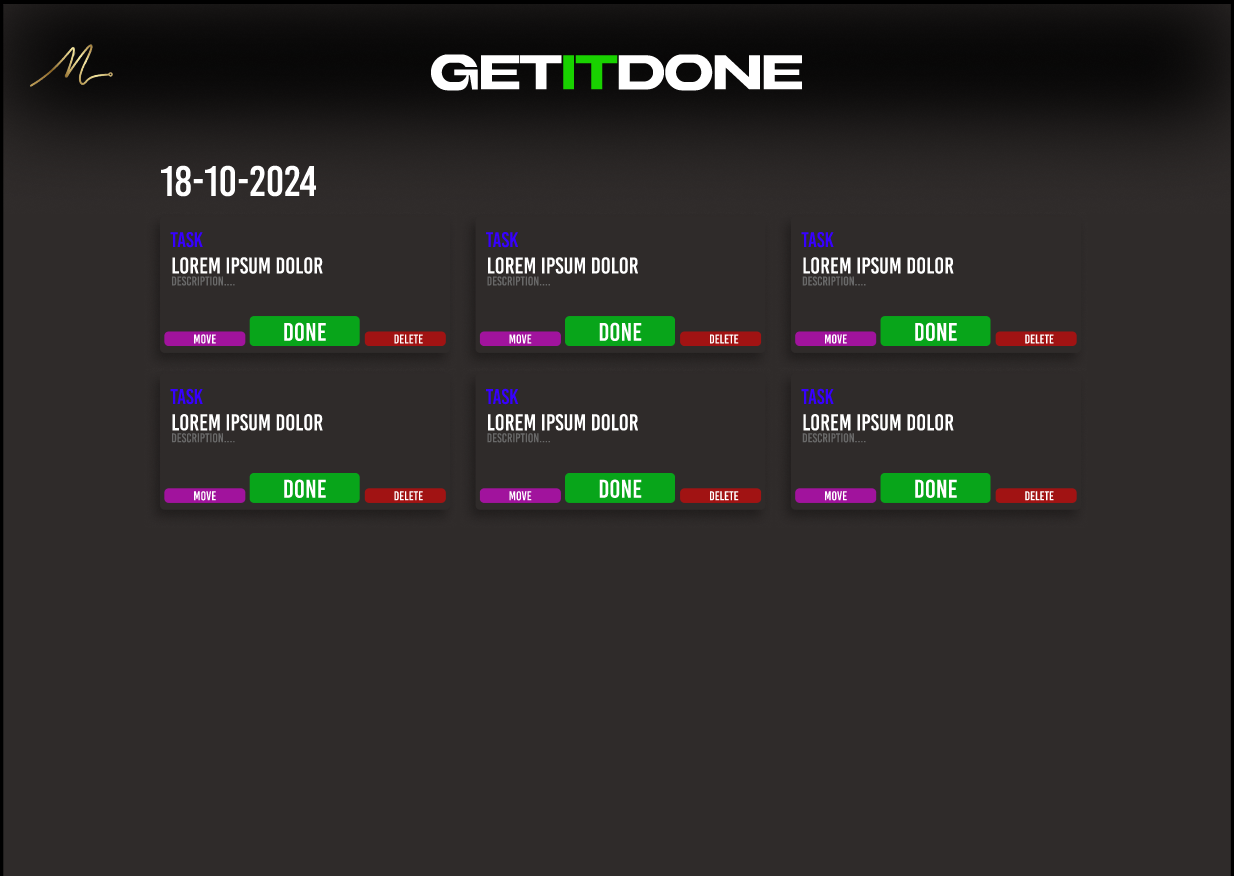 M
GETITDONE
18-10-2024
TASK TASK TASK
LOREM IPSUM DOLOR LOREM IPSUM DOLOR LOREM IPSUM DOLOR
DESCRIPTION.... DESCRIPTION.... DESCRIPTION....
MOVE DONE DELETE MOVE DONE DELETE MOVE DONE DELETE
TASK TASK TASK
LOREM IPSUM DOLOR LOREM IPSUM DOLOR LOREM IPSUM DOLOR
DESCRIPTION.... DESCRIPTION.... DESCRIPTION....
MOVE DONE DELETE MOVE DONE DELETE MOVE DONE DELETE